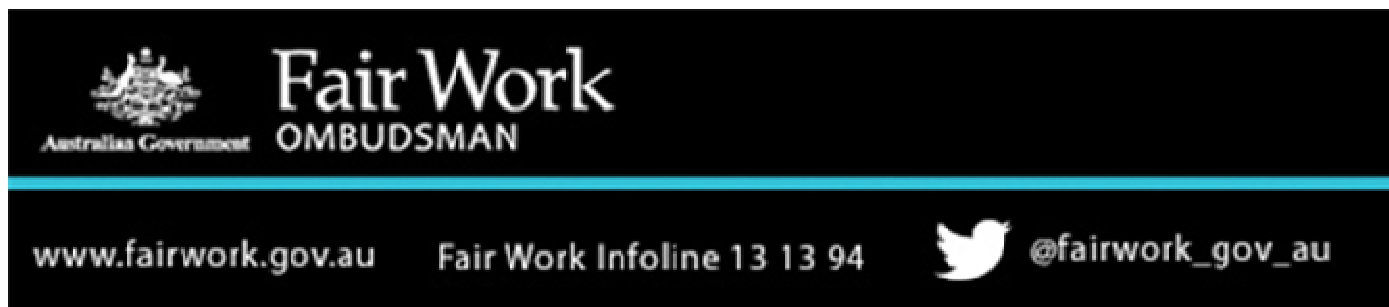 Australian Government
Fair Work
OMBUDSMAN
www.fairwork.gov.au Fair Work Infoline 13 13 94 @fairwork_gov_au